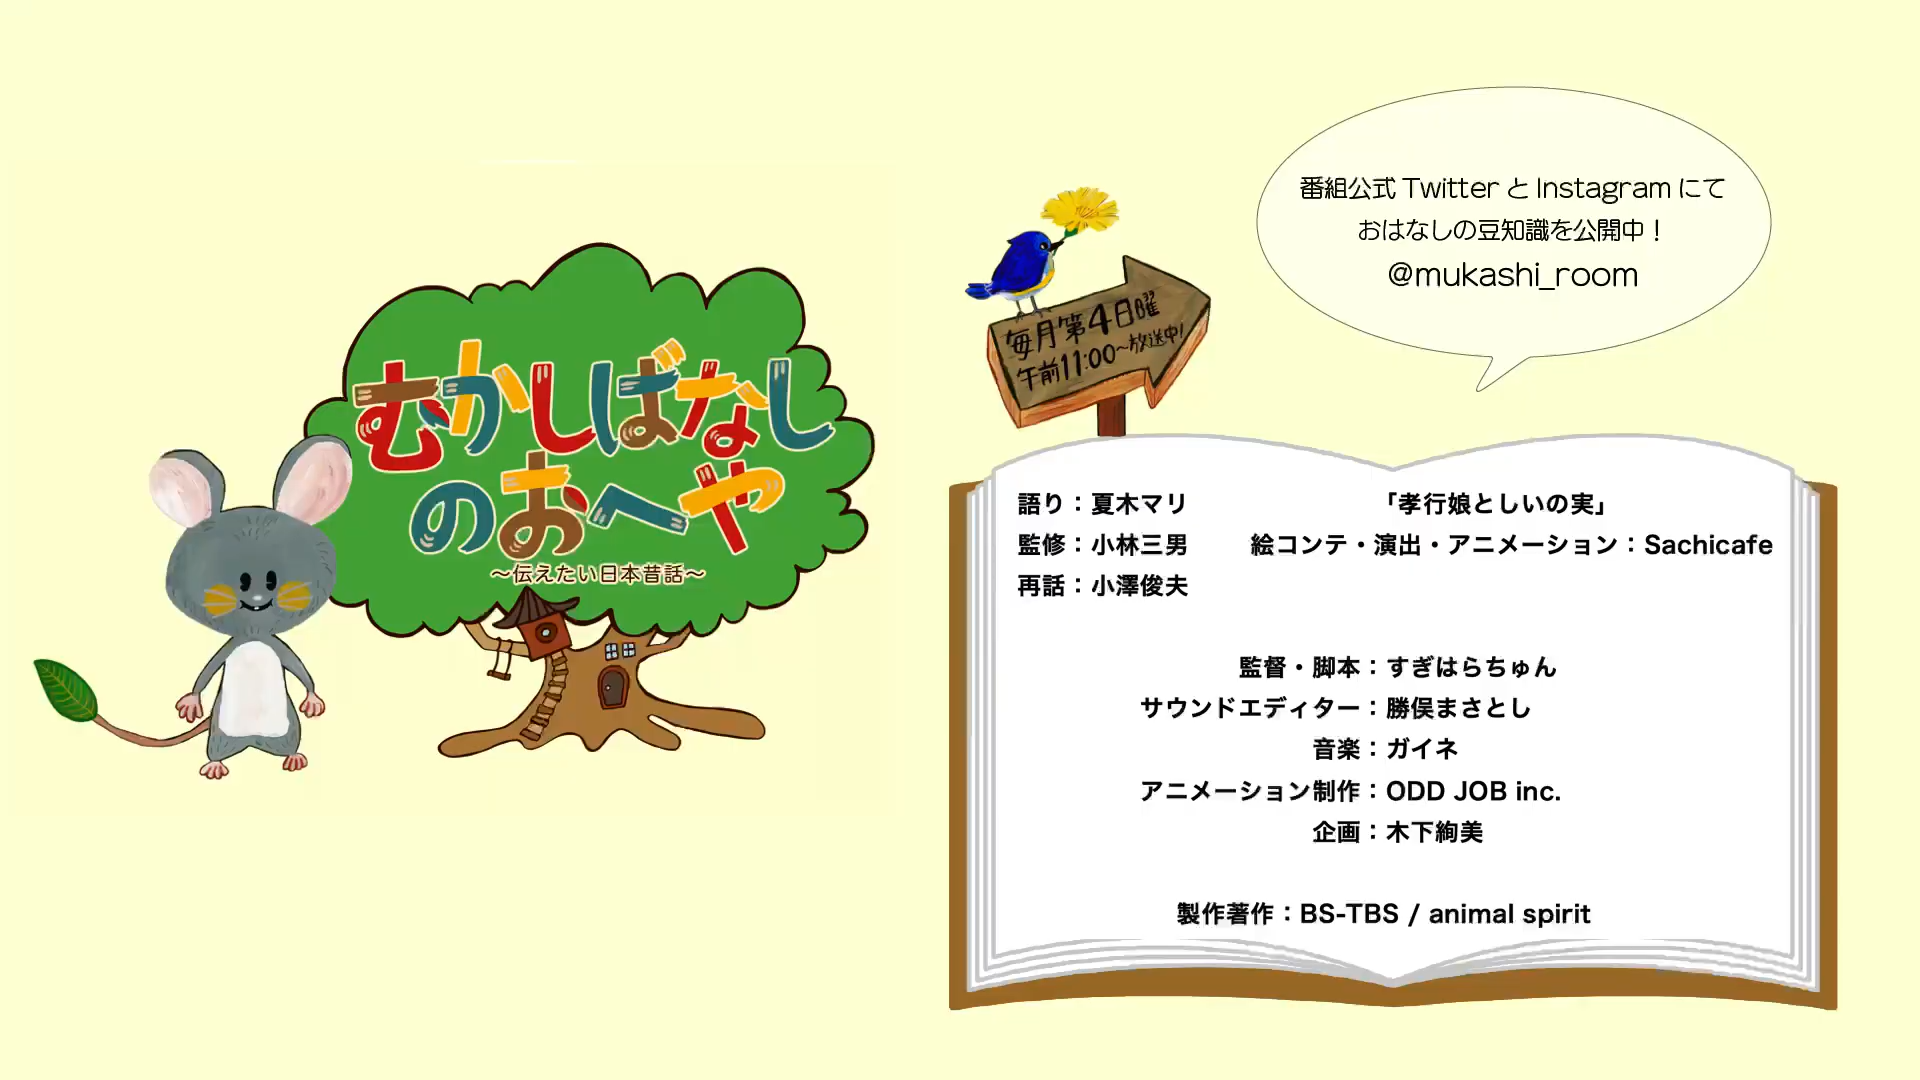 むかしばなし
のおへや
～伝えたい日本昔話～
毎月第4日曜
午前11:00～放送中!
番組公式 Twitter と Instagram にて
おはなしの豆知識を公開中！
@mukashi_room
語り：夏木マリ
監修：小林三男
再話：小澤俊夫
「孝行娘としいの実」
絵コンテ・演出・アニメーション：Sachicafe
監督・脚本：すぎはらちゅん
サウンドエディター：勝俣まさとし
音楽：ガイネ
アニメーション制作：ODD JOB inc.
企画：木下絢美
製作著作：BS-TBS / animal spirit